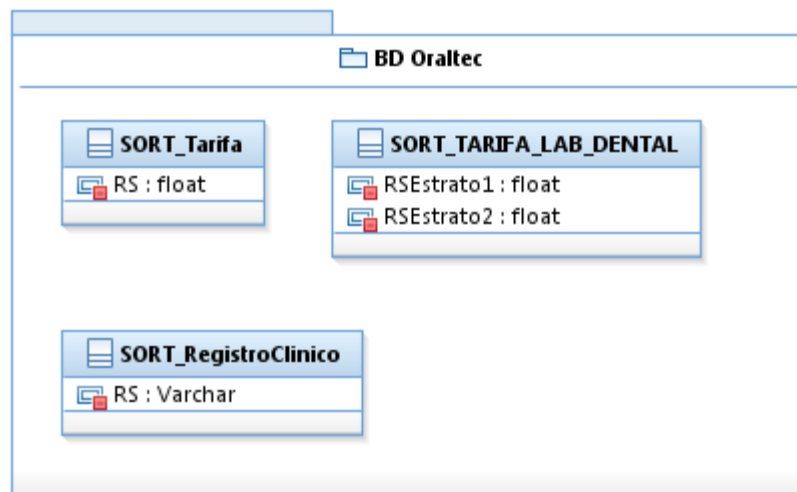 BD Oraltec
SORT_Tarifa
RS : float
SORT_TARIFA_LAB_DENTAL
RSEstrato1 : float
RSEstrato2 : float
SORT_RegistroClinico
RS : Varchar